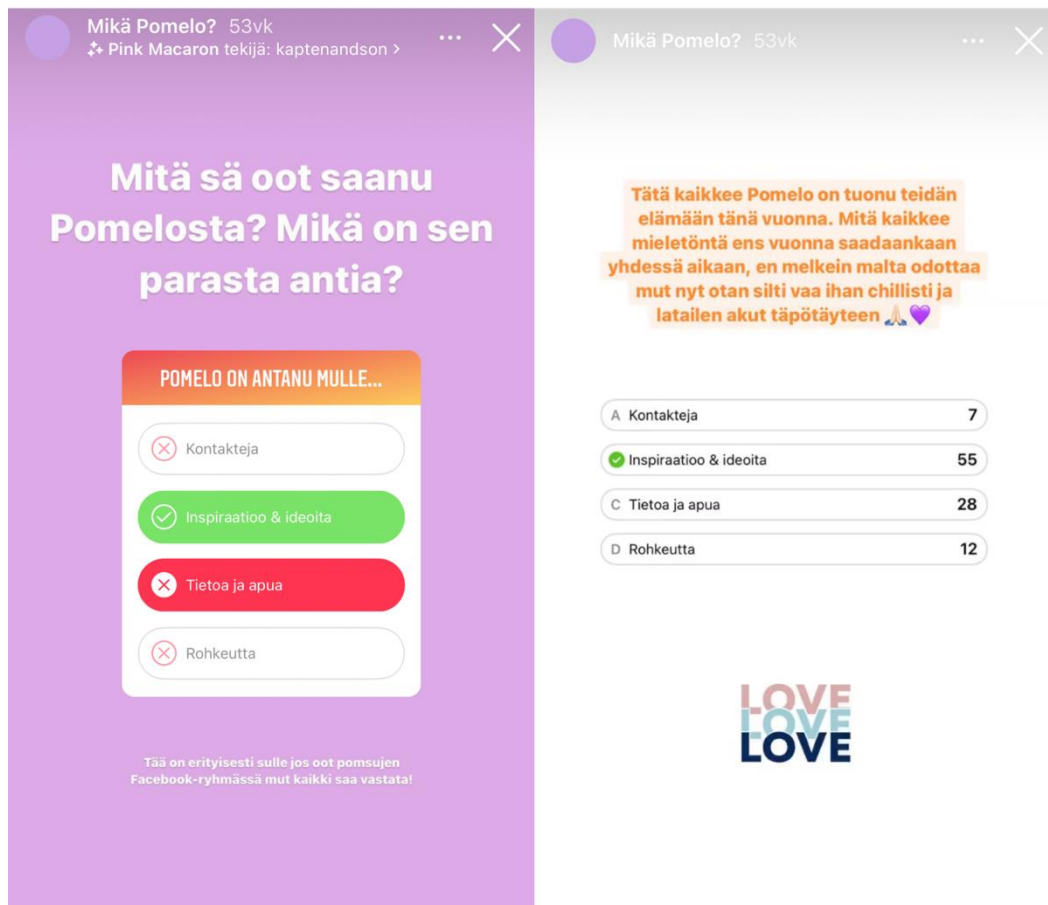 Mikä Pomelo? 53vk
Pink Macaron tekijä: kaptenandson >
Mitä sä oot saanu
Pomelosta? Mikä on sen
parasta antia?
POMELO ON ANTANU MULLE...
Kontakteja
Inspiraatioo & ideoita
Tietoa ja apua
Rohkeutta
Tää on erityisesti sulle jos oot pomsujen
Facebook-ryhmässä mut kaikki saa vastata!
Mikä Pomelo? 53vk
Tätä kaikkee Pomelo on tuonu teidän
elämään tänä vuonna. Mitä kaikkee
mieletöntä ens vuonna saadaankaan
yhdessä aikaan, en melkein malta odottaa
mut nyt otan silti vaa ihan chillisti ja
latailen akut täpötäyteen 🙏🏻💜
A Kontakteja 7
Inspiraatioo & ideoita 55
C Tietoa ja apua 28
D Rohkeutta 12
LOVE
LOVE
LOVE